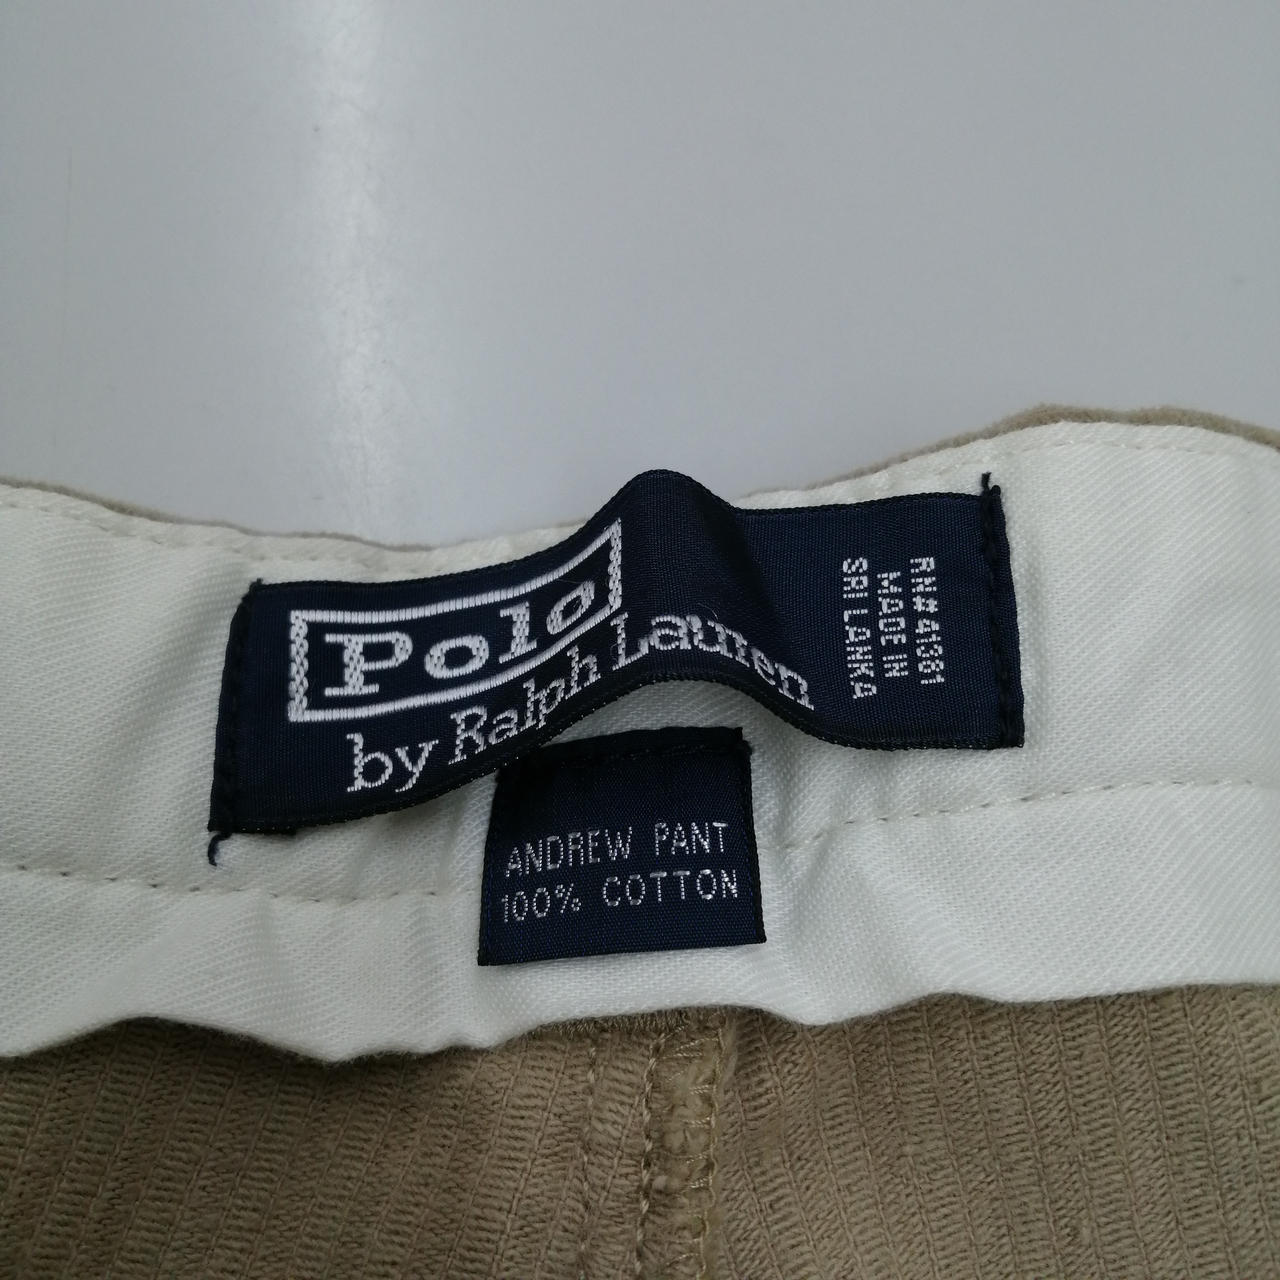 Polo
by Ralph Lauren
RN#41381
MADE IN
SRI LANKA
ANDREW PANT
100% COTTON